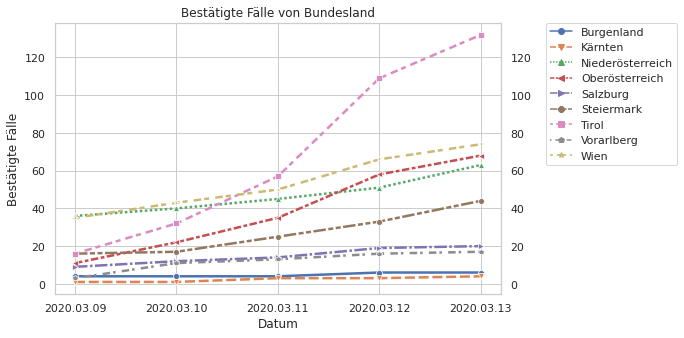 Bestätigte Fälle von Bundesland
Bestätigte Fälle
120
100
80
60
40
20
0
120
100
80
60
40
20
0
2020.03.09 2020.03.10 2020.03.11 2020.03.12 2020.03.13
Datum
Burgenland
Kärnten
Niederösterreich
Oberösterreich
Salzburg
Steiermark
Tirol
Vorarlberg
Wien